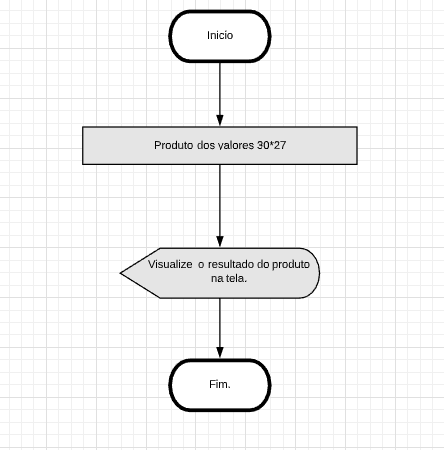 Inicio
Produto dos valores 30*27
Visualize o resultado do produto
na tela.
Fim.